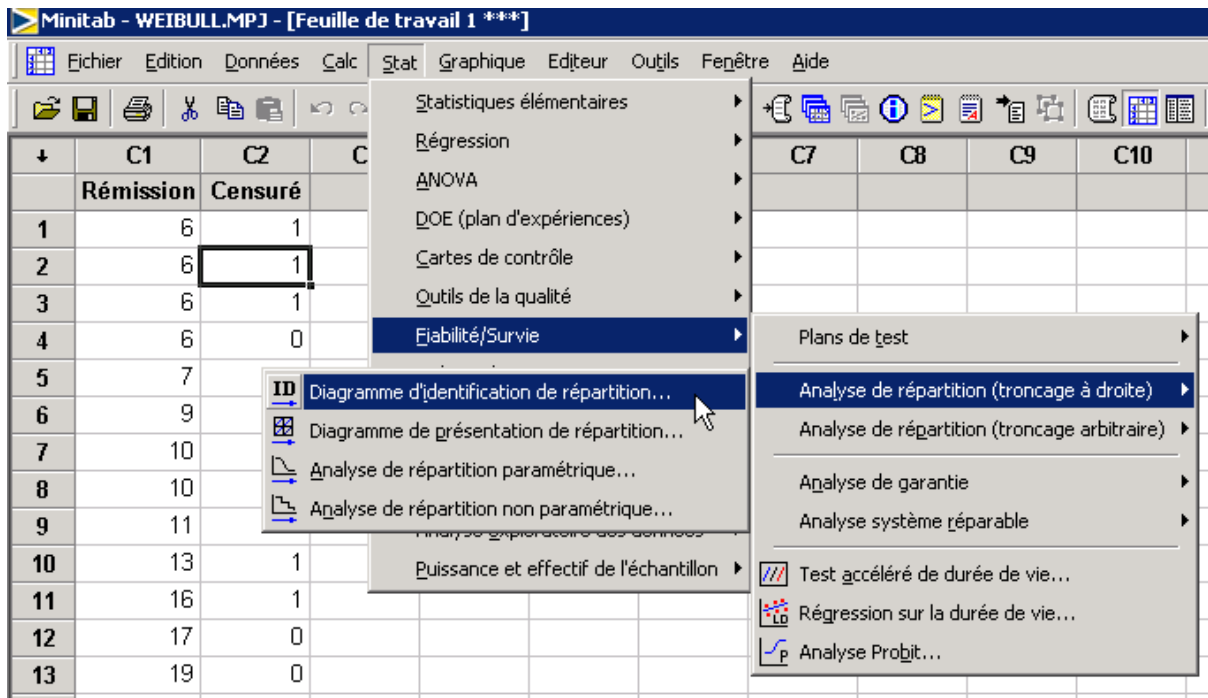 Minitab - WEIBULL.MPJ - [Feuille de travail 1 ***]
Fichier Edition Données Calc Stat Graphique Editeur Outils Fenêtre Aide
C1 C2 C C7 C8 C9 C10
Rémission Censuré
1 6 1
2 6 1
3 6 1
4 6 0
5 7
6 9
7 10
8 10
9 11
10 13 1
11 16 1
12 17 0
13 19 0
Statistiques élémentaires
Régression
ANOVA
DOE (plan d'expériences)
Cartes de contrôle
Outils de la qualité
Fiabilité/Survie
Analyse exploratoire des données
Puissance et effectif de l'échantillon
Plans de test
Analyse de répartition (troncage à droite)
Analyse de répartition (troncage arbitraire)
Analyse de garantie
Analyse système réparable
Test accéléré de durée de vie...
Régression sur la durée de vie...
Analyse Probit...
ID Diagramme d'identification de répartition...
Diagramme de présentation de répartition...
Analyse de répartition paramétrique...
Analyse de répartition non paramétrique...